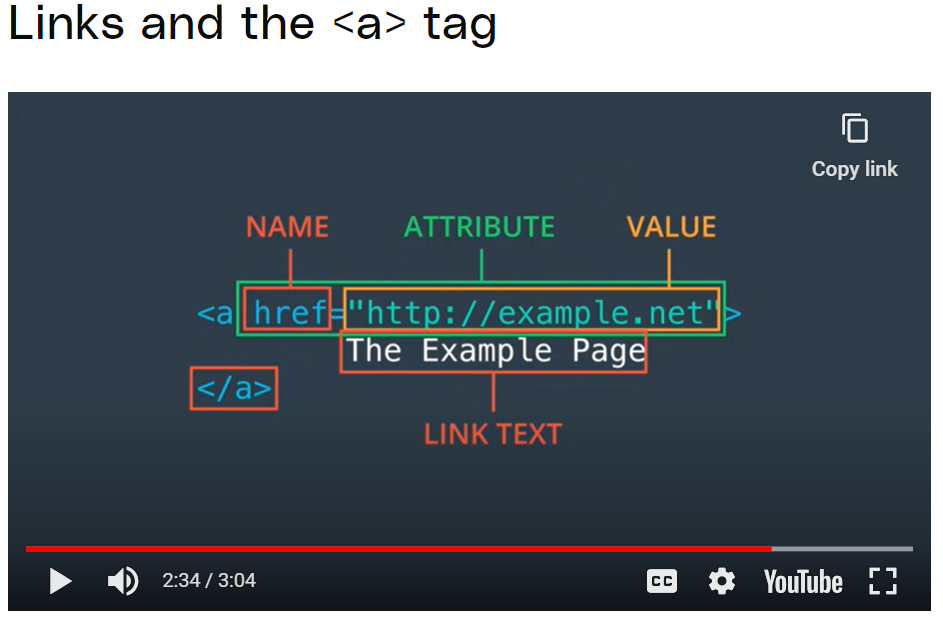 Links and the <a> tag
Copy link
NAME ATTRIBUTE VALUE
<a href="http://example.net">
The Example Page
</a>
LINK TEXT
2:34 / 3:04 CC YouTube